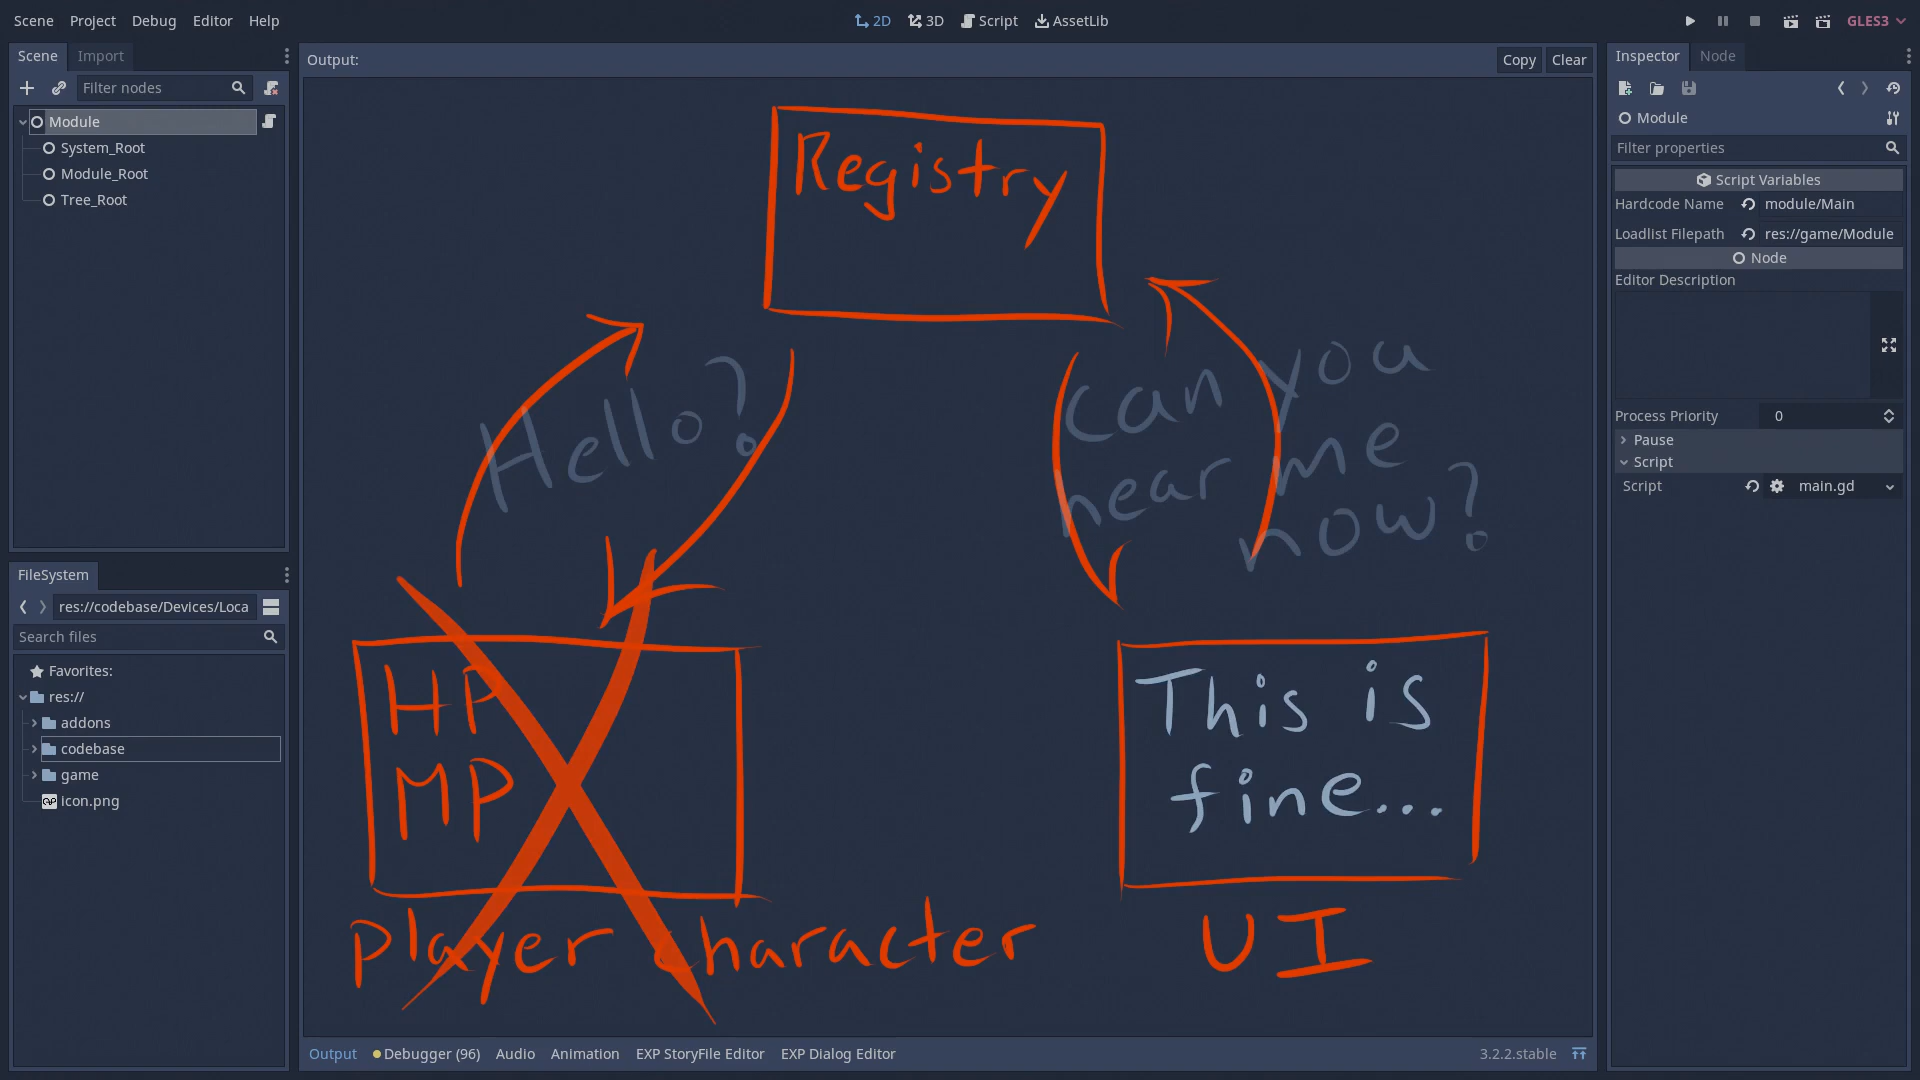 Scene Project Debug Editor Help
2D 3D Script AssetLib
GLES3
Scene Import
Filter nodes
Module
System_Root
Module_Root
Tree_Root
FileSystem
res://codebase/Devices/Loca
Search files
Favorites:
res://
addons
codebase
game
icon.png
Output:
Copy Clear
Registry
Hello?
Can you
hear me
now?
HP
MP
player character
This is
fine...
UI
Output Debugger (96) Audio Animation EXP StoryFile Editor EXP Dialog Editor
3.2.2.stable
Inspector Node
Module
Filter properties
Script Variables
Hardcode Name module/Main
Loadlist Filepath res://game/Module
Node
Editor Description
Process Priority 0
Pause
Script
Script main.gd